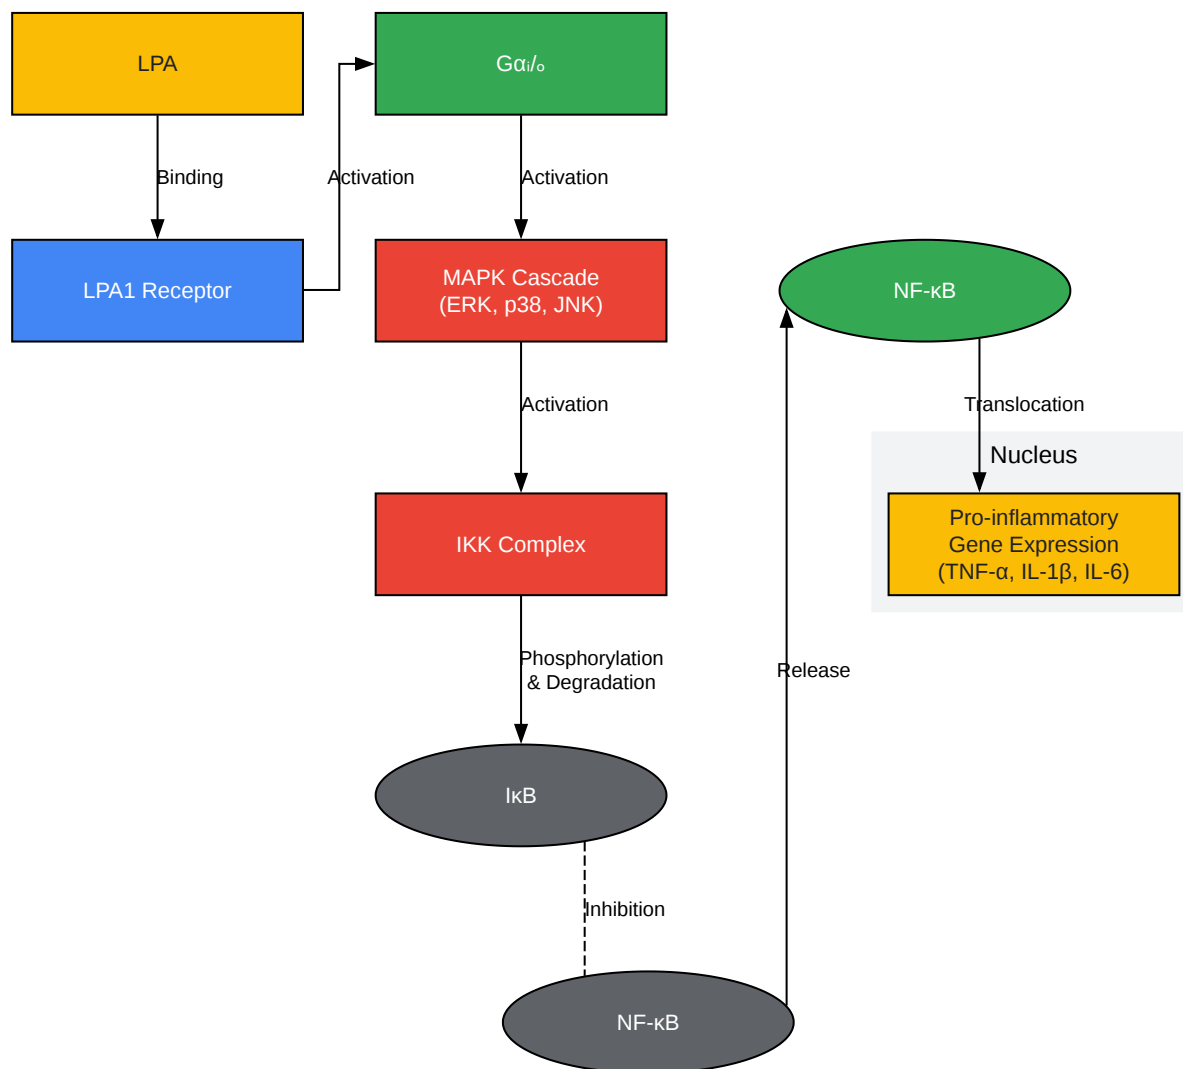 LPA
Gαᵢ/ₒ
Binding
Activation
Activation
LPA1 Receptor
MAPK Cascade
(ERK, p38, JNK)
NF-κB
Activation
Translocation
Nucleus
IKK Complex
Pro-inflammatory
Gene Expression
(TNF-α, IL-1β, IL-6)
Phosphorylation
& Degradation
Release
IκB
Inhibition
NF-κB